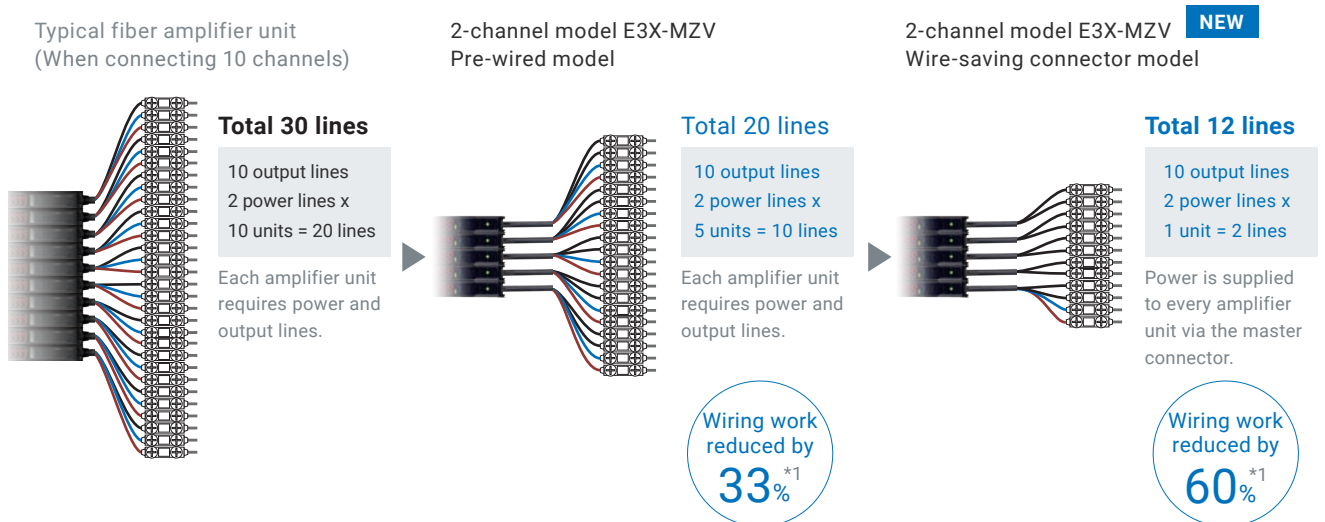 Typical fiber amplifier unit
(When connecting 10 channels)
Total 30 lines
10 output lines
2 power lines x
10 units = 20 lines
Each amplifier unit
requires power and
output lines.
2-channel model E3X-MZV
Pre-wired model
Total 20 lines
10 output lines
2 power lines x
5 units = 10 lines
Each amplifier unit
requires power and
output lines.
Wiring work
reduced by
33%*1
2-channel model E3X-MZV NEW
Wire-saving connector model
Total 12 lines
10 output lines
2 power lines x
1 unit = 2 lines
Power is supplied
to every amplifier
unit via the master
connector.
Wiring work
reduced by
60%*1